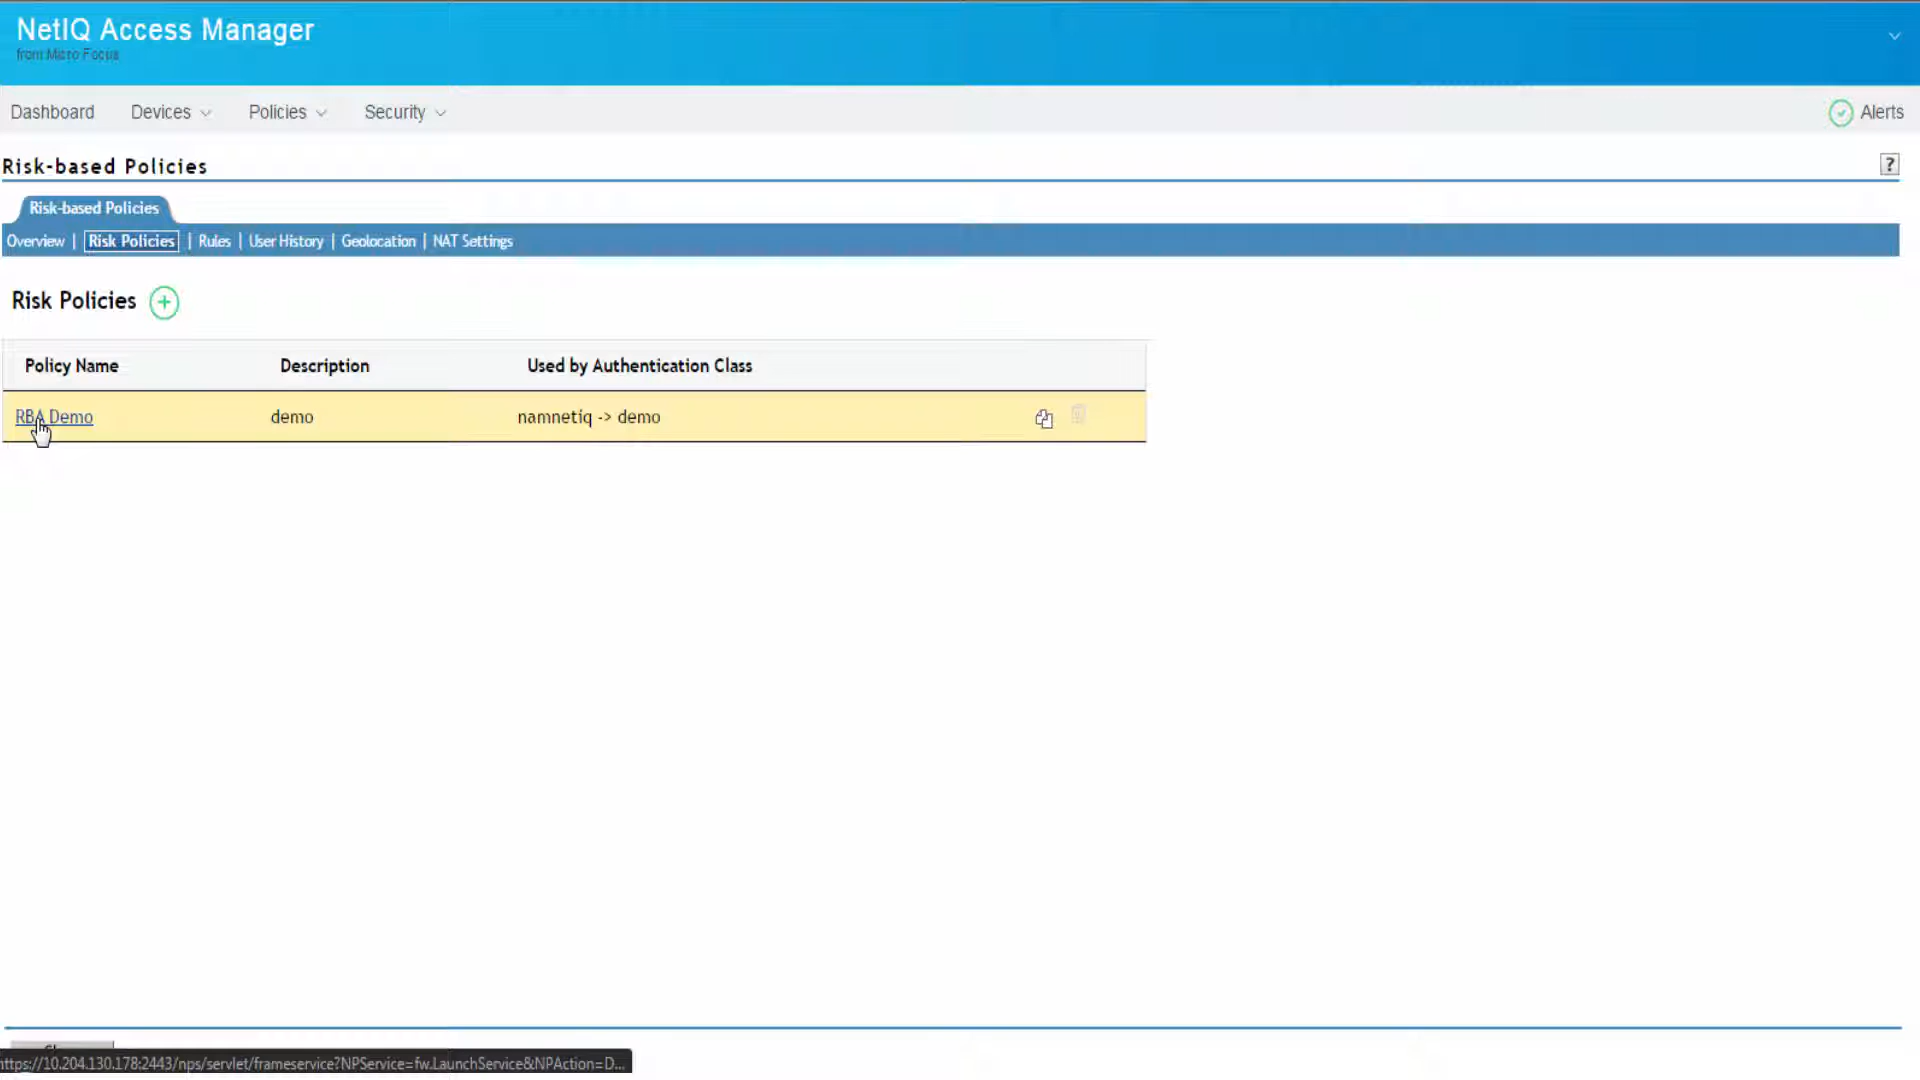 NetIQ Access Manager
from Micro Focus
Dashboard Devices Policies Security Alerts
Risk-based Policies ?
Risk-based Policies
Overview | Risk Policies | Rules | User History | Geolocation | NAT Settings
Risk Policies
Policy Name Description Used by Authentication Class
RBA Demo demo namnetiq -> demo
https://10.204.130.178:2443/nps/servlet/frameservice?NPService=fw.LaunchService&NPAction=D...